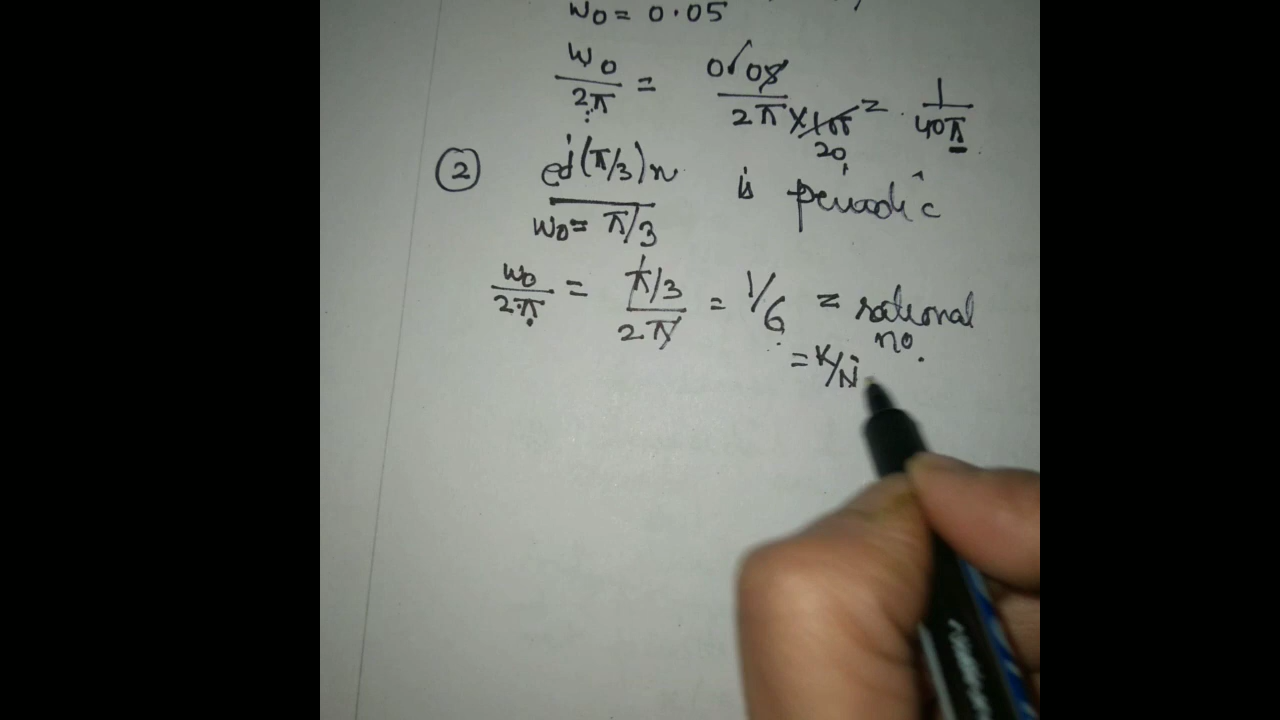 W0 = 0.05
W0/2π = 0.05/2π×100 = 1/40π
20
② e^j(π/3)n is periodic
W0 = π/3
W0/2π = π/3/2π = 1/6 = rational no.
= K/N